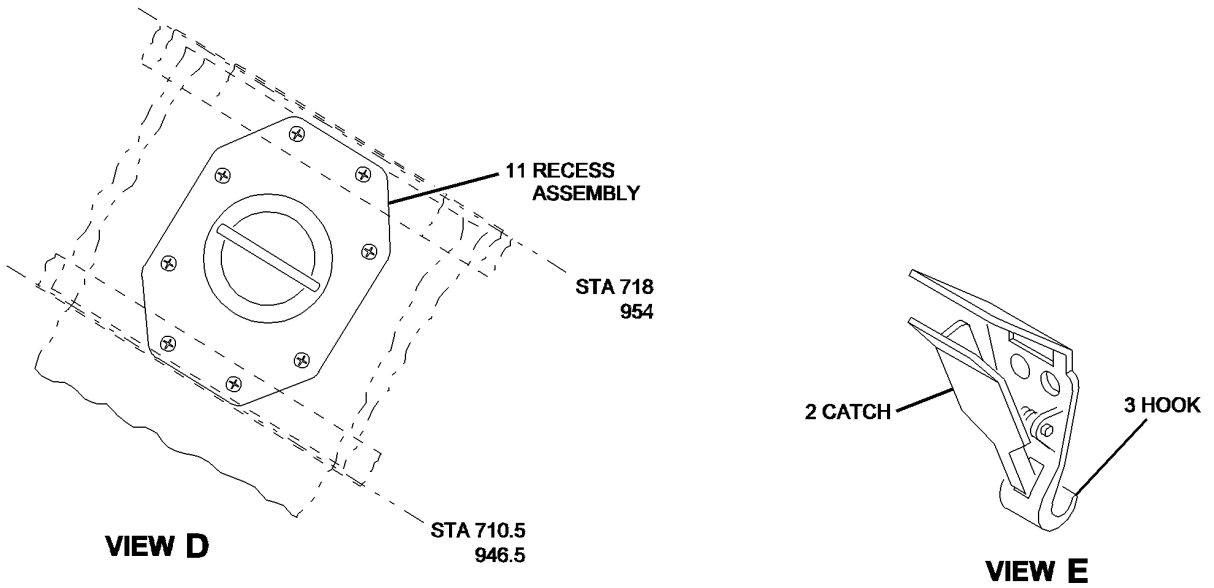 11 RECESS
ASSEMBLY
STA 718
954
STA 710.5
946.5
VIEW D
2 CATCH
3 HOOK
VIEW E